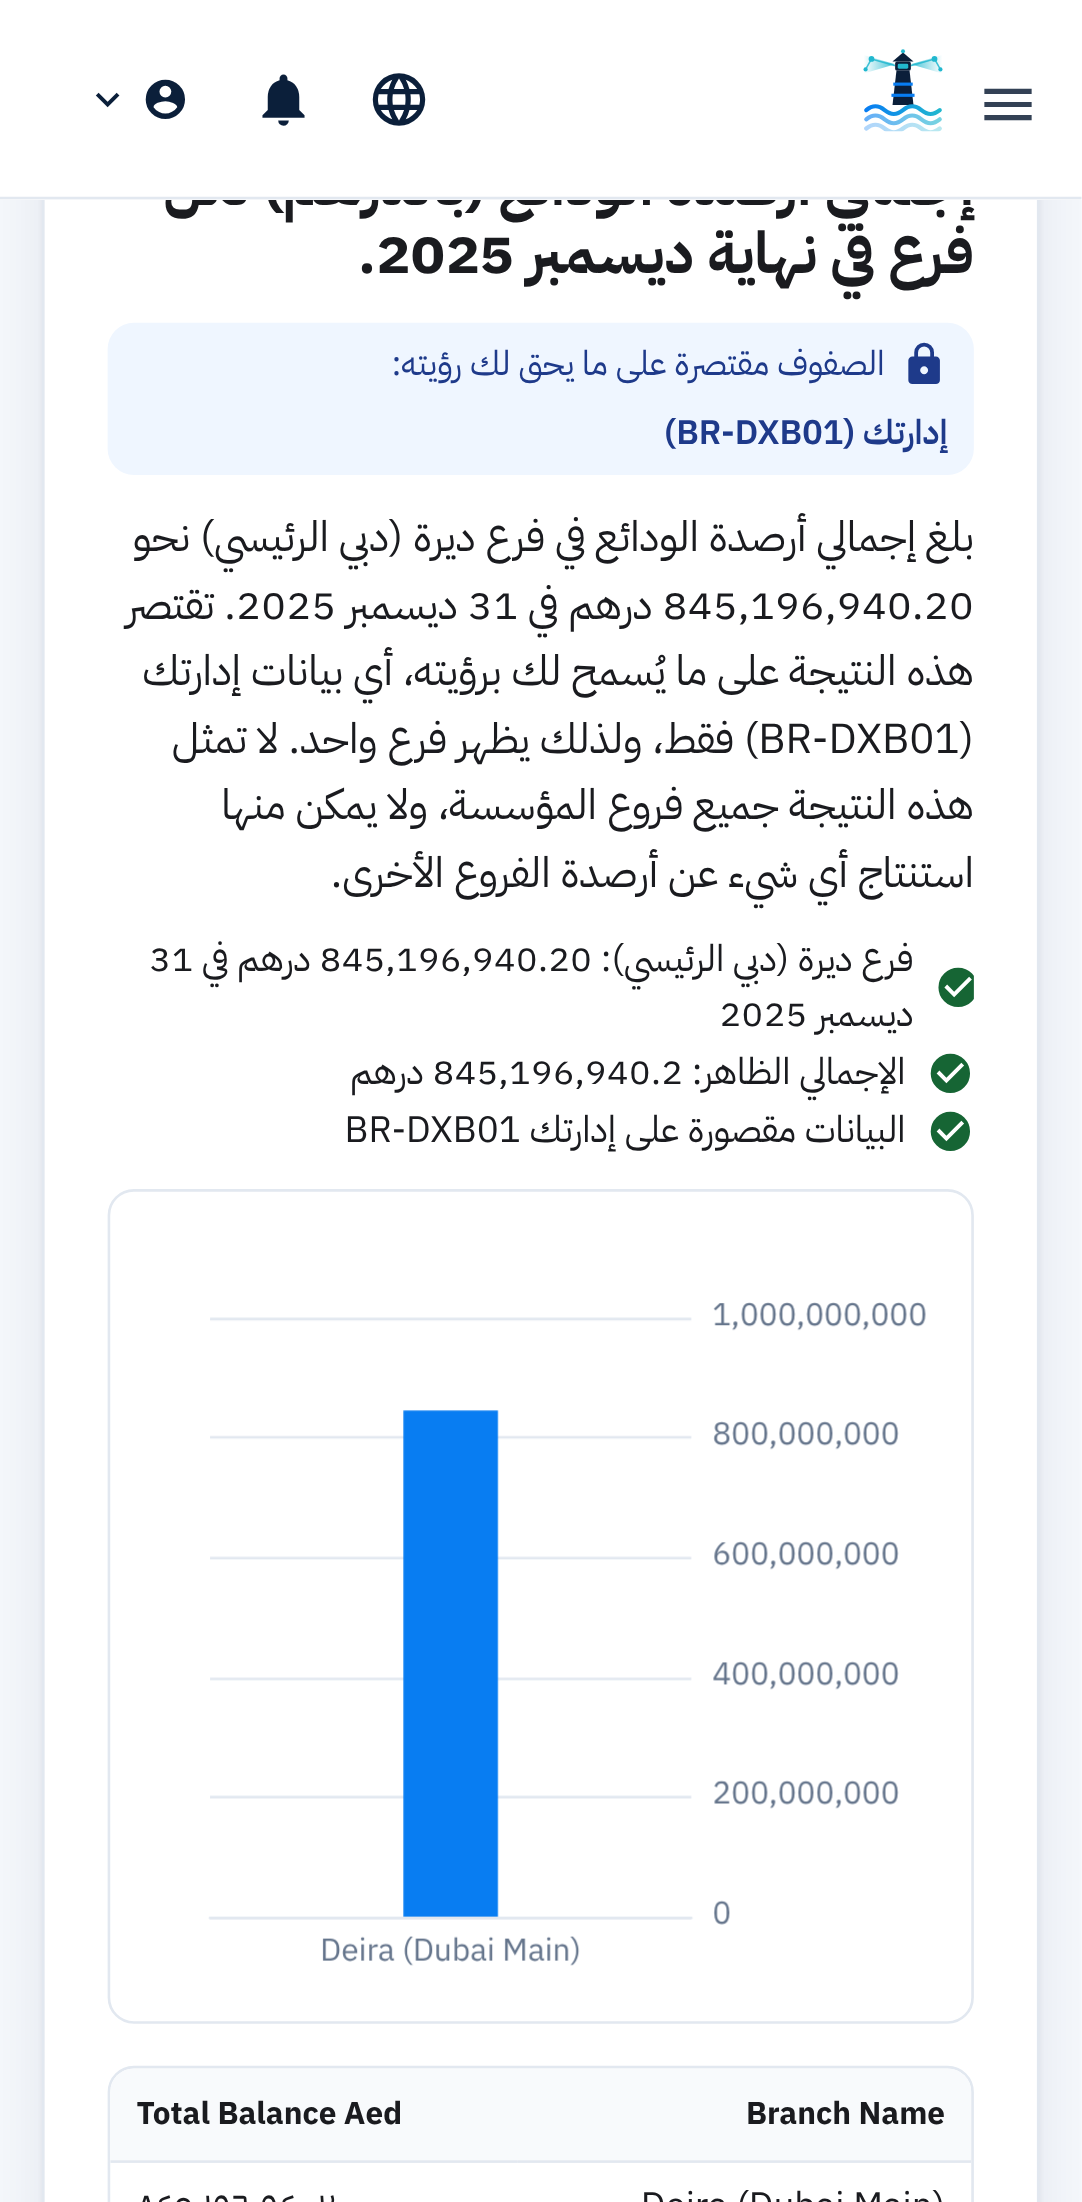 فرع في نهاية ديسمبر 2025.
الصفوف مقتصرة على ما يحق لك رؤيته:
إدارتك (BR-DXB01)
بلغ إجمالي أرصدة الودائع في فرع ديرة (دبي الرئيسي) نحو
845,196,940.20 درهم في 31 ديسمبر 2025. تقتصر
هذه النتيجة على ما يُسمح لك برؤيته، أي بيانات إدارتك
(BR-DXB01) فقط، ولذلك يظهر فرع واحد. لا تمثل
هذه النتيجة جميع فروع المؤسسة، ولا يمكن منها
استنتاج أي شيء عن أرصدة الفروع الأخرى.
فرع ديرة (دبي الرئيسي): 845,196,940.20 درهم في 31
ديسمبر 2025
الإجمالي الظاهر: 845,196,940.2 درهم
البيانات مقصورة على إدارتك BR-DXB01
1,000,000,000
800,000,000
600,000,000
400,000,000
200,000,000
0
Deira (Dubai Main)
Branch Name Total Balance Aed
Deira (Dubai Main)